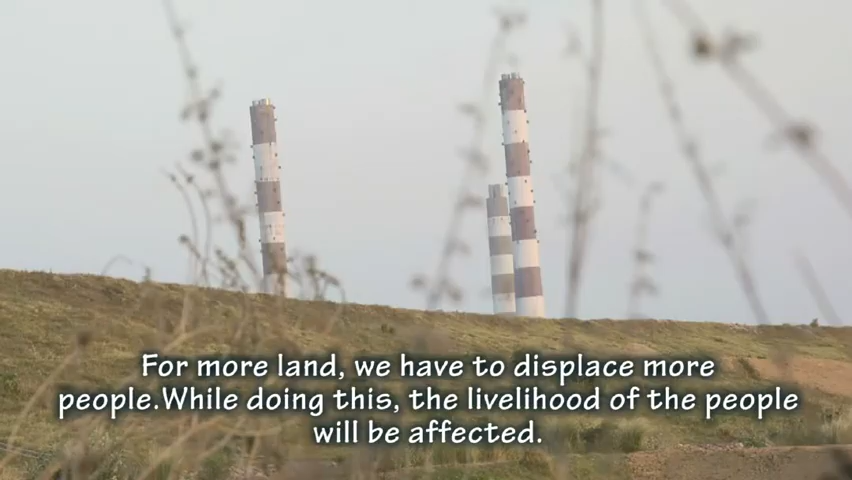 For more land, we have to displace more
people.While doing this, the livelihood of the people
will be affected.